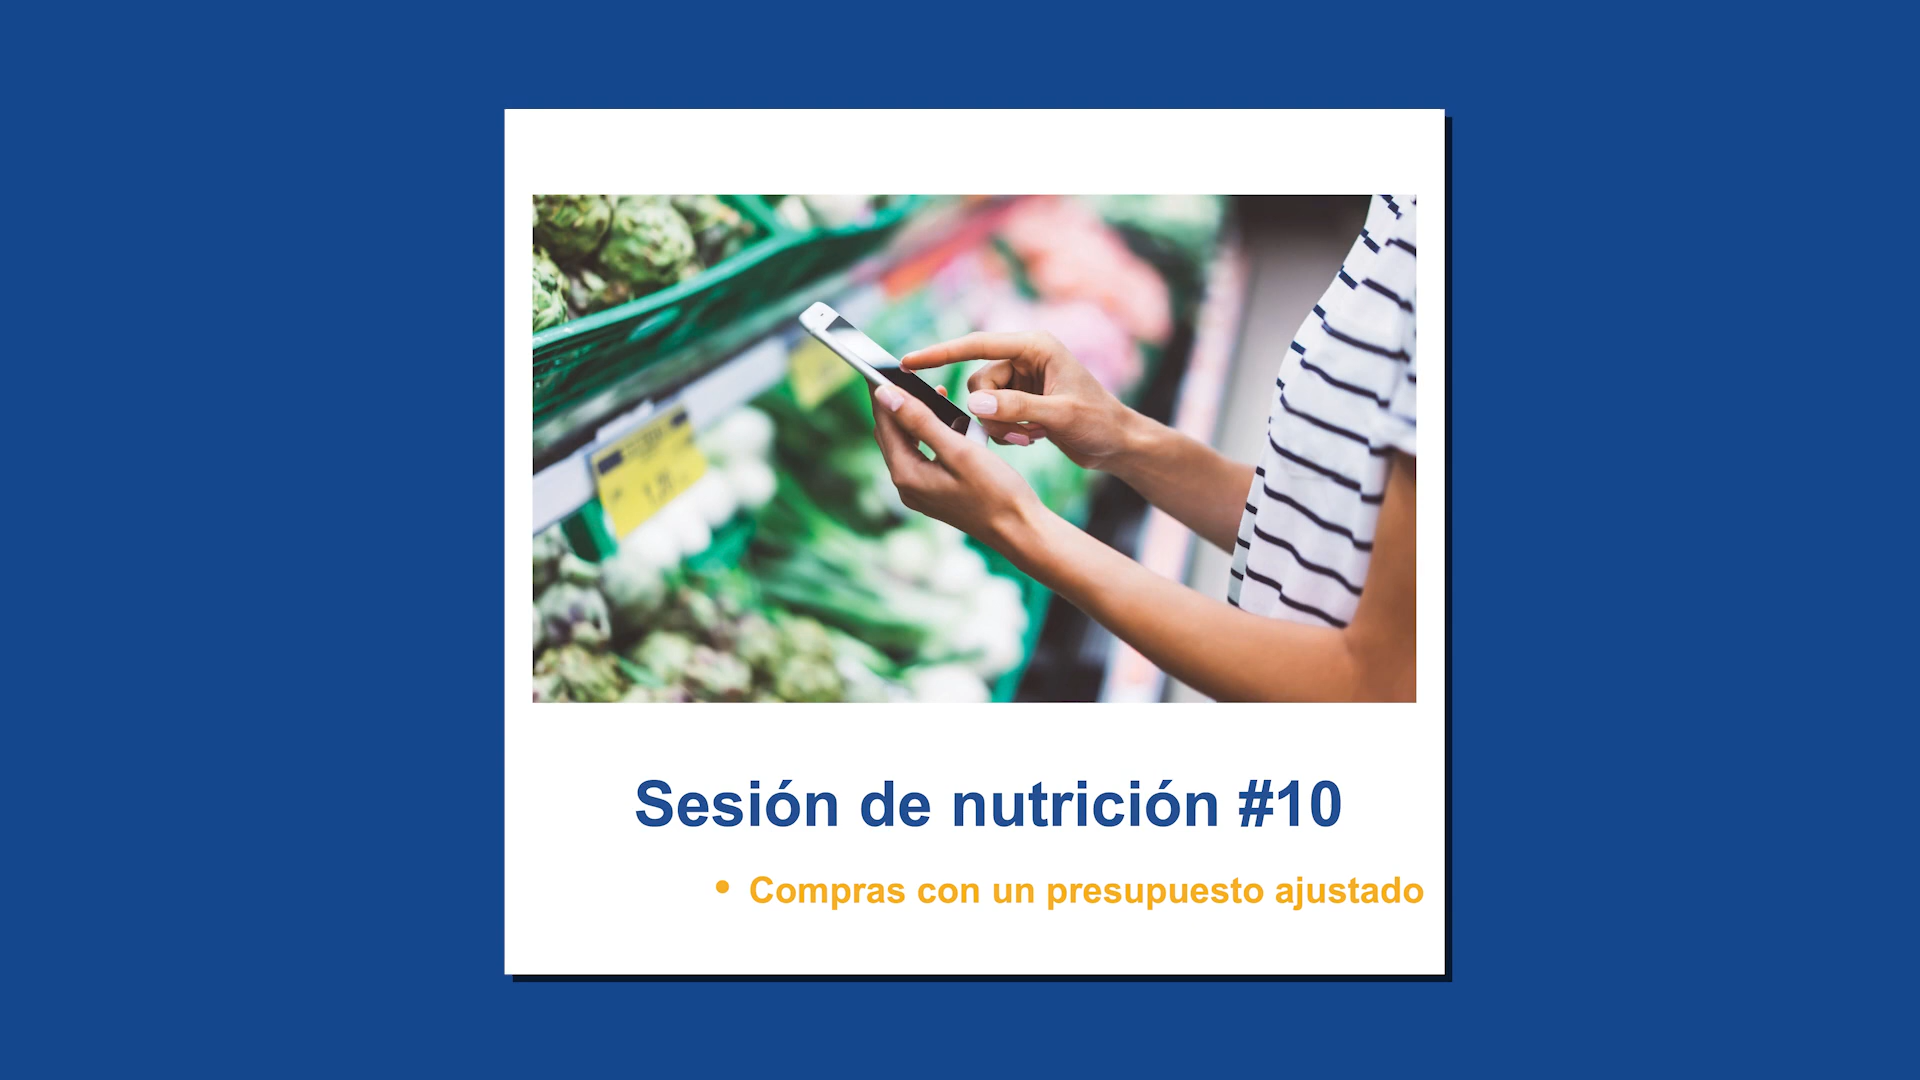 Sesión de nutrición #10
• Compras con un presupuesto ajustado